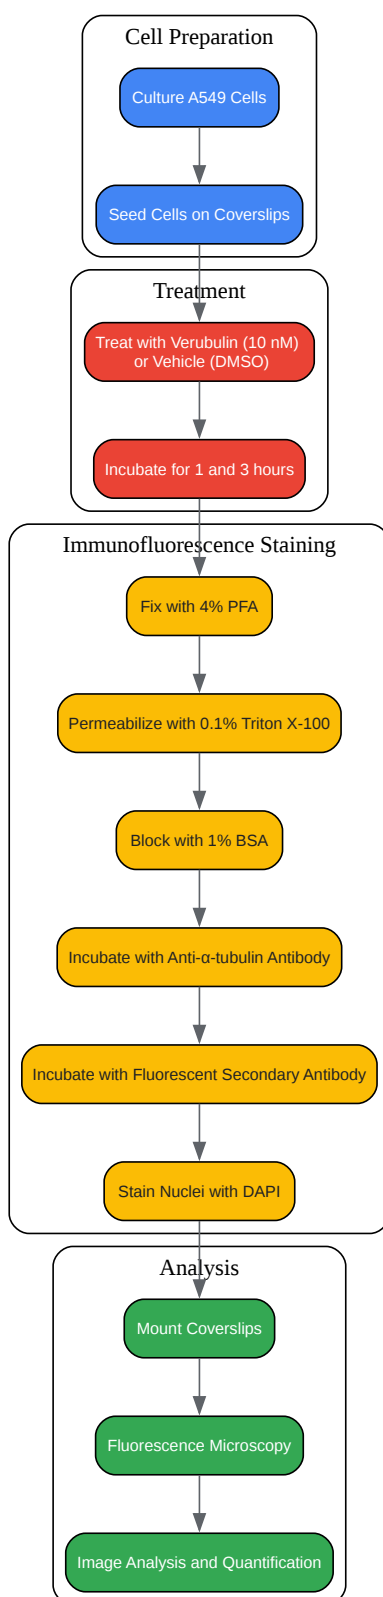 Cell Preparation
Culture A549 Cells
Seed Cells on Coverslips
Treatment
Treat with Verubulin (10 nM)
or Vehicle (DMSO)
Incubate for 1 and 3 hours
Immunofluorescence Staining
Fix with 4% PFA
Permeabilize with 0.1% Triton X-100
Block with 1% BSA
Incubate with Anti-α-tubulin Antibody
Incubate with Fluorescent Secondary Antibody
Stain Nuclei with DAPI
Analysis
Mount Coverslips
Fluorescence Microscopy
Image Analysis and Quantification